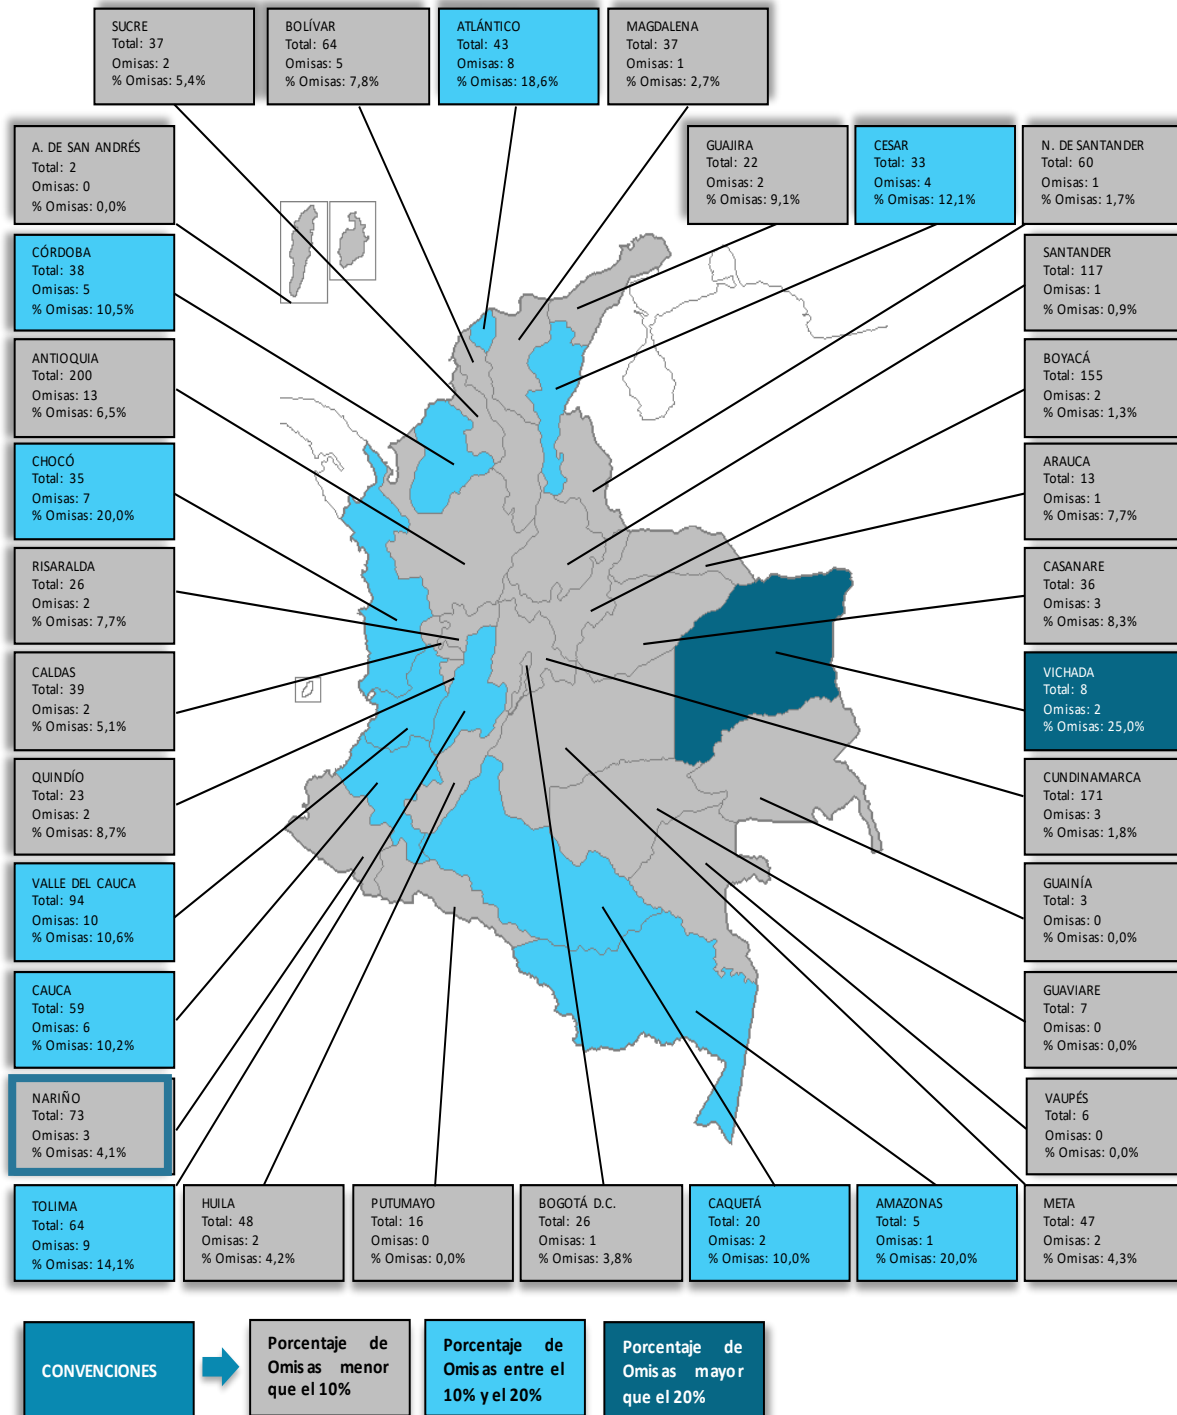 SUCRE
Total: 37
Omisas: 2
% Omisas: 5,4%
BOLÍVAR
Total: 64
Omisas: 5
% Omisas: 7,8%
ATLÁNTICO
Total: 43
Omisas: 8
% Omisas: 18,6%
MAGDALENA
Total: 37
Omisas: 1
% Omisas: 2,7%
A. DE SAN ANDRÉS
Total: 2
Omisas: 0
% Omisas: 0,0%
GUAJIRA
Total: 22
Omisas: 2
% Omisas: 9,1%
CESAR
Total: 33
Omisas: 4
% Omisas: 12,1%
N. DE SANTANDER
Total: 60
Omisas: 1
% Omisas: 1,7%
CÓRDOBA
Total: 38
Omisas: 5
% Omisas: 10,5%
SANTANDER
Total: 117
Omisas: 1
% Omisas: 0,9%
ANTIOQUIA
Total: 200
Omisas: 13
% Omisas: 6,5%
BOYACÁ
Total: 155
Omisas: 2
% Omisas: 1,3%
CHOCÓ
Total: 35
Omisas: 7
% Omisas: 20,0%
ARAUCA
Total: 13
Omisas: 1
% Omisas: 7,7%
RISARALDA
Total: 26
Omisas: 2
% Omisas: 7,7%
CASANARE
Total: 36
Omisas: 3
% Omisas: 8,3%
CALDAS
Total: 39
Omisas: 2
% Omisas: 5,1%
VICHADA
Total: 8
Omisas: 2
% Omisas: 25,0%
QUINDÍO
Total: 23
Omisas: 2
% Omisas: 8,7%
CUNDINAMARCA
Total: 171
Omisas: 3
% Omisas: 1,8%
VALLE DEL CAUCA
Total: 94
Omisas: 10
% Omisas: 10,6%
GUAINÍA
Total: 3
Omisas: 0
% Omisas: 0,0%
CAUCA
Total: 59
Omisas: 6
% Omisas: 10,2%
GUAVIARE
Total: 7
Omisas: 0
% Omisas: 0,0%
NARIÑO
Total: 73
Omisas: 3
% Omisas: 4,1%
VAUPÉS
Total: 6
Omisas: 0
% Omisas: 0,0%
TOLIMA
Total: 64
Omisas: 9
% Omisas: 14,1%
HUILA
Total: 48
Omisas: 2
% Omisas: 4,2%
PUTUMAYO
Total: 16
Omisas: 0
% Omisas: 0,0%
BOGOTÁ D.C.
Total: 26
Omisas: 1
% Omisas: 3,8%
CAQUETÁ
Total: 20
Omisas: 2
% Omisas: 10,0%
AMAZONAS
Total: 5
Omisas: 1
% Omisas: 20,0%
META
Total: 47
Omisas: 2
% Omisas: 4,3%
CONVENCIONES
Porcentaje de
Omisas menor
que el 10%
Porcentaje de
Omisas entre el
10% y el 20%
Porcentaje de
Omisas mayor
que el 20%